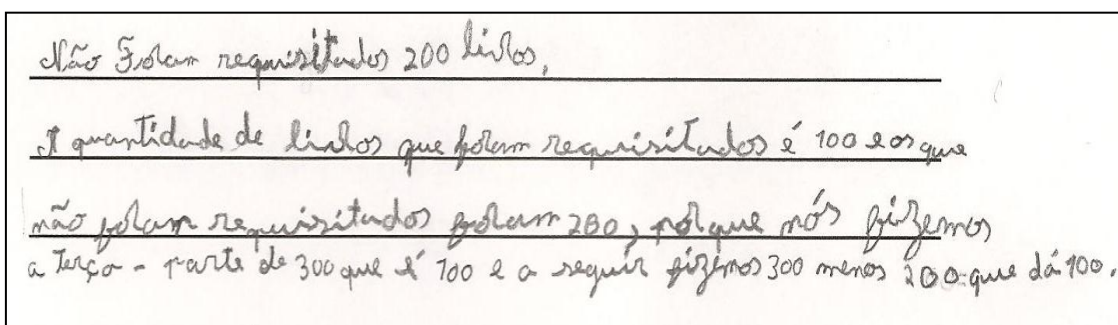 Não Foram requisitados 200 livros,
A quantidade de livros que foram requisitados é 100 e os que
não foram requisitados foram 200, porque nós fizemos
a terça-parte de 300 que é 100 e a seguir fizemos 300 menos 200 que dá 100.